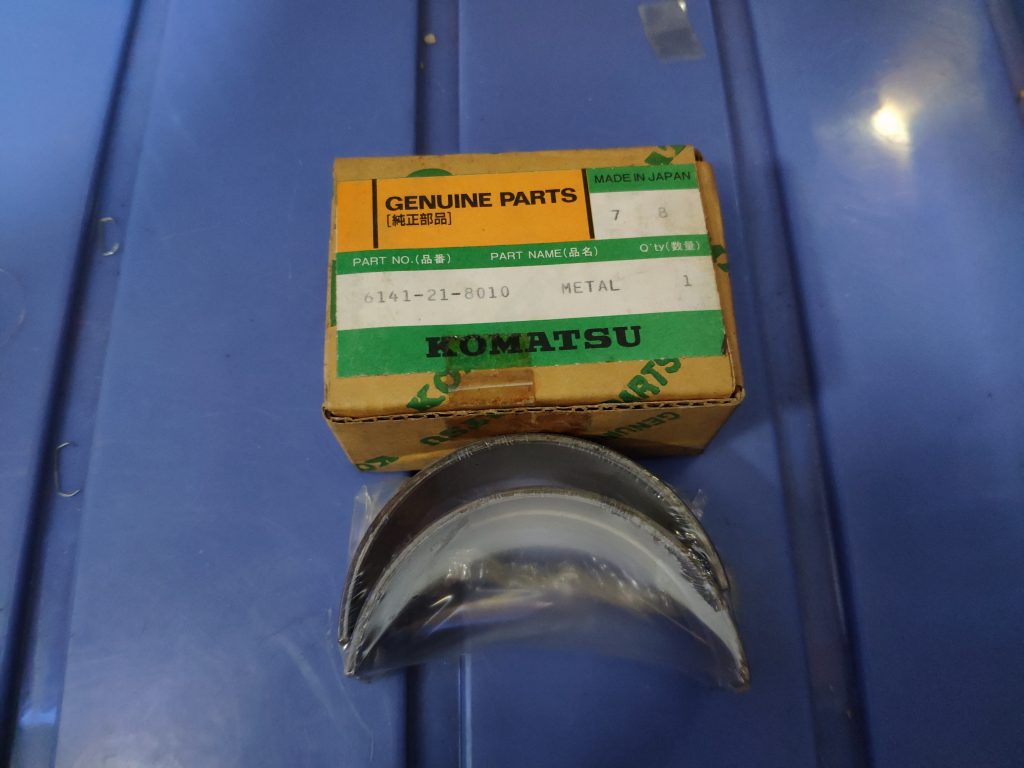 GENUINE PARTS
[純正部品]
MADE IN JAPAN
7 8
PART NO.(品番) PART NAME(品名) Q'ty(数量)
6141-21-8010 METAL 1
KOMATSU
PARTS